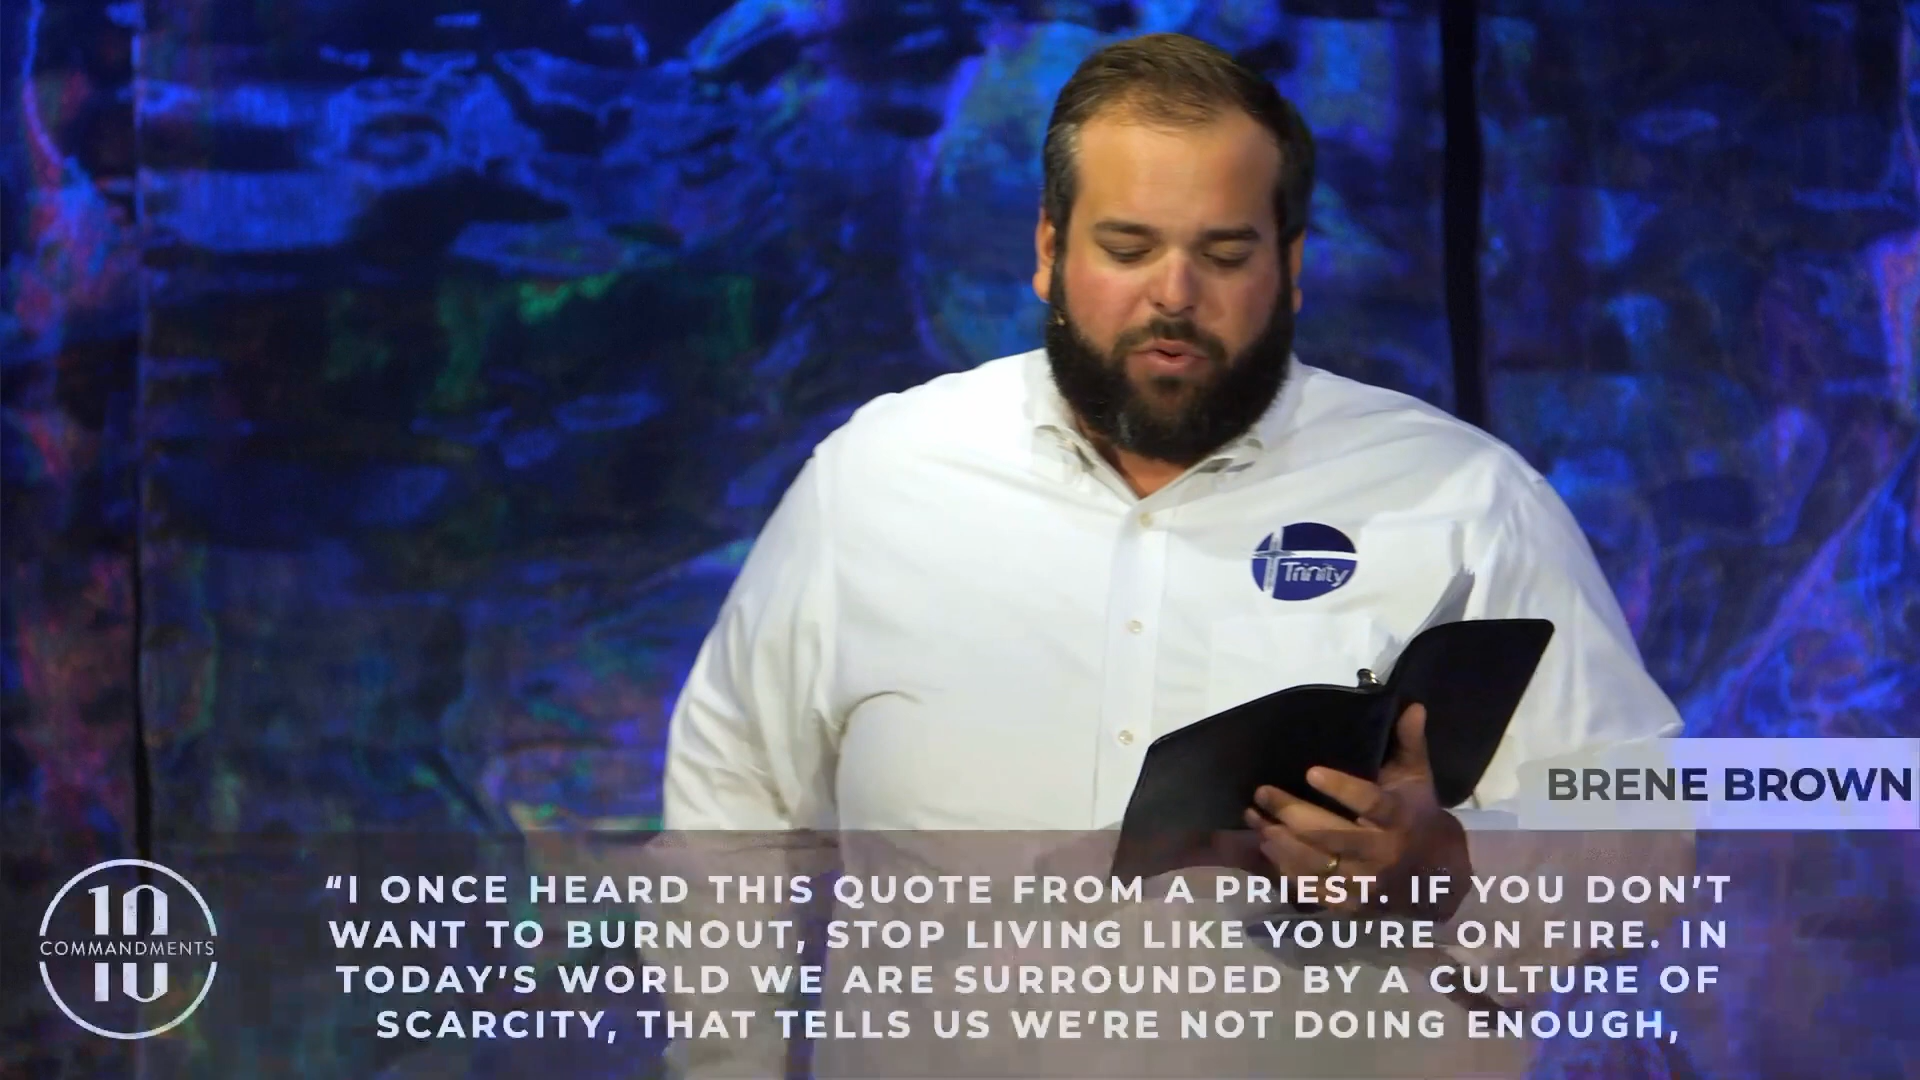 Trinity
BRENE BROWN
10
COMMANDMENTS
“I ONCE HEARD THIS QUOTE FROM A PRIEST. IF YOU DON’T
WANT TO BURNOUT, STOP LIVING LIKE YOU’RE ON FIRE. IN
TODAY’S WORLD WE ARE SURROUNDED BY A CULTURE OF
SCARCITY, THAT TELLS US WE’RE NOT DOING ENOUGH,